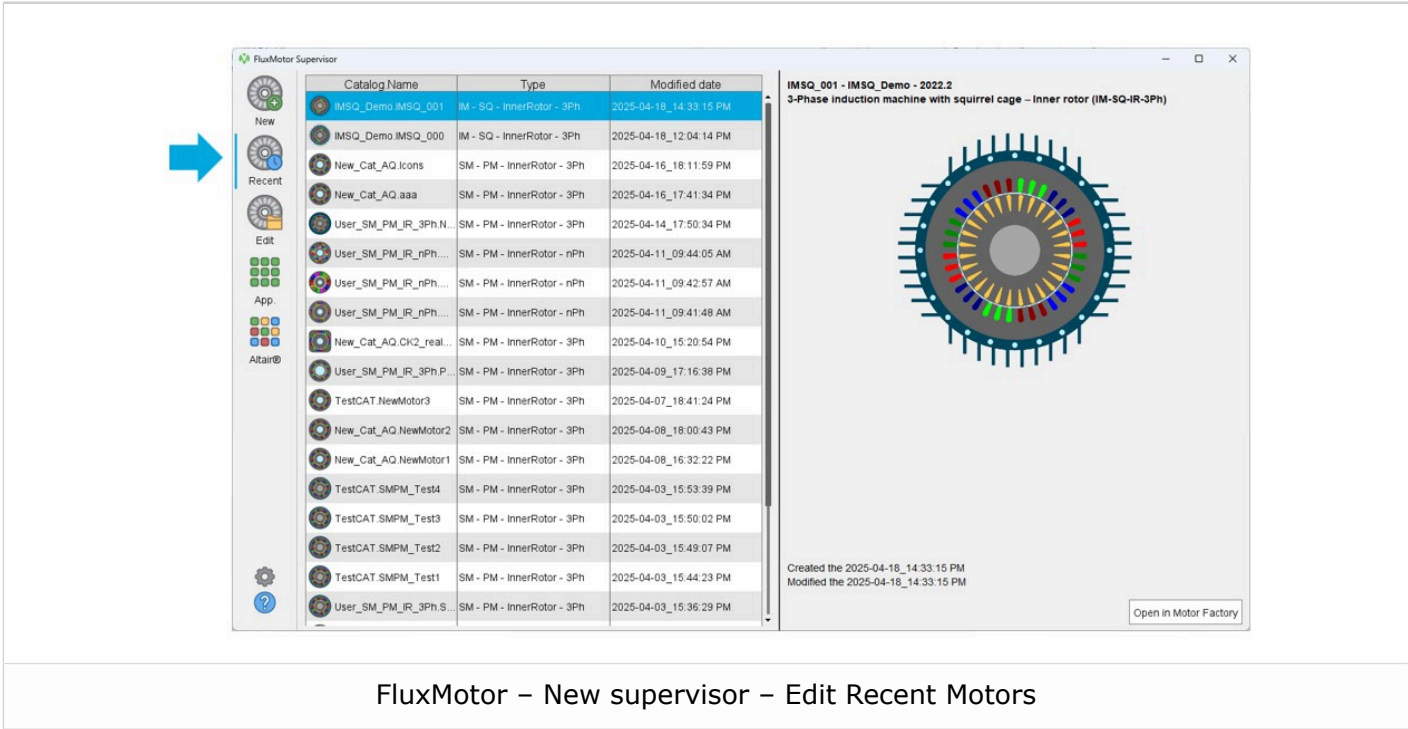 FluxMotor Supervisor
New
Recent
Edit
App.
Altair®
Catalog.Name Type Modified date
IMSQ_Demo.IMSQ_001 IM - SQ - InnerRotor - 3Ph 2025-04-18_14:33:15 PM
IMSQ_Demo.IMSQ_000 IM - SQ - InnerRotor - 3Ph 2025-04-18_12:04:14 PM
New_Cat_AQ.Icons SM - PM - InnerRotor - 3Ph 2025-04-16_18:11:59 PM
New_Cat_AQ.aaa SM - PM - InnerRotor - 3Ph 2025-04-16_17:41:34 PM
User_SM_PM_IR_3Ph.N... SM - PM - InnerRotor - 3Ph 2025-04-14_17:50:34 PM
User_SM_PM_IR_nPh.... SM - PM - InnerRotor - nPh 2025-04-11_09:44:05 AM
User_SM_PM_IR_nPh.... SM - PM - InnerRotor - nPh 2025-04-11_09:42:57 AM
User_SM_PM_IR_nPh.... SM - PM - InnerRotor - nPh 2025-04-11_09:41:48 AM
New_Cat_AQ.CK2_real... SM - PM - InnerRotor - 3Ph 2025-04-10_15:20:54 PM
User_SM_PM_IR_3Ph.P... SM - PM - InnerRotor - 3Ph 2025-04-09_17:16:38 PM
TestCAT.NewMotor3 SM - PM - InnerRotor - 3Ph 2025-04-07_18:41:24 PM
New_Cat_AQ.NewMotor2 SM - PM - InnerRotor - 3Ph 2025-04-08_18:00:43 PM
New_Cat_AQ.NewMotor1 SM - PM - InnerRotor - 3Ph 2025-04-08_16:32:22 PM
TestCAT.SMPM_Test4 SM - PM - InnerRotor - 3Ph 2025-04-03_15:53:39 PM
TestCAT.SMPM_Test3 SM - PM - InnerRotor - 3Ph 2025-04-03_15:50:02 PM
TestCAT.SMPM_Test2 SM - PM - InnerRotor - 3Ph 2025-04-03_15:49:07 PM
TestCAT.SMPM_Test1 SM - PM - InnerRotor - 3Ph 2025-04-03_15:44:23 PM
User_SM_PM_IR_3Ph.S... SM - PM - InnerRotor - 3Ph 2025-04-03_15:36:29 PM
IMSQ_001 - IMSQ_Demo - 2022.2
3-Phase induction machine with squirrel cage – Inner rotor (IM-SQ-IR-3Ph)
Created the 2025-04-18_14:33:15 PM
Modified the 2025-04-18_14:33:15 PM
Open in Motor Factory
FluxMotor – New supervisor – Edit Recent Motors